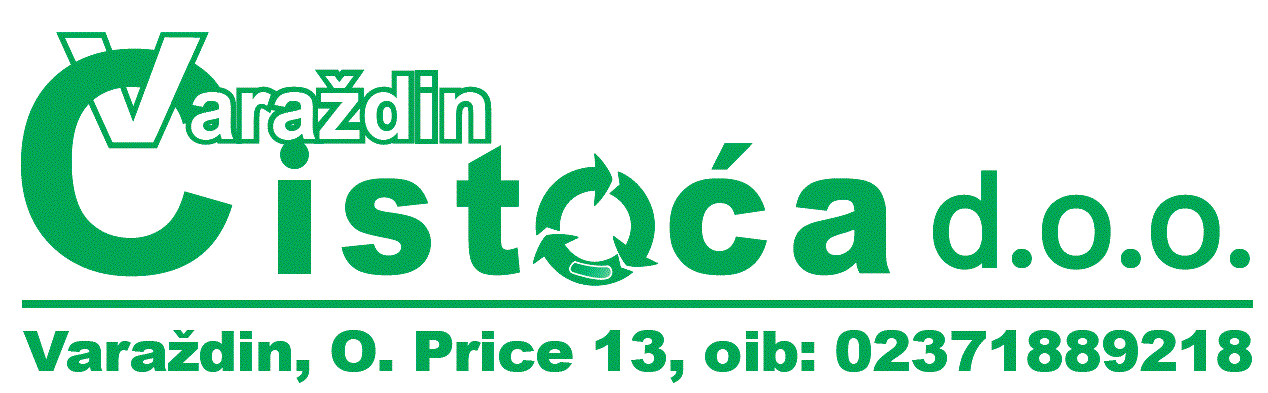 Varaždin
Čistoća d.o.o.
Varaždin, O. Price 13, oib: 02371889218